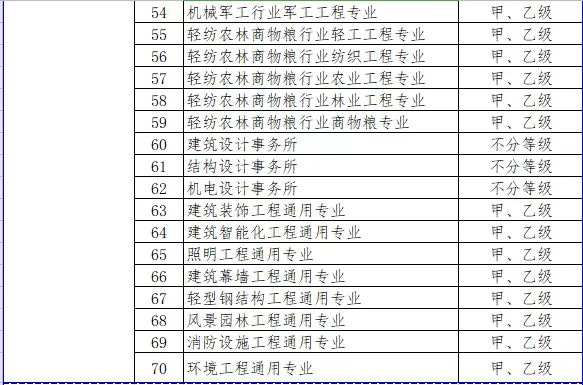 54 机械军工行业军工工程专业 甲、乙级
55 轻纺农林商物粮行业轻工工程专业 甲、乙级
56 轻纺农林商物粮行业纺织工程专业 甲、乙级
57 轻纺农林商物粮行业农业工程专业 甲、乙级
58 轻纺农林商物粮行业林业工程专业 甲、乙级
59 轻纺农林商物粮行业商物粮专业 甲、乙级
60 建筑设计事务所 不分等级
61 结构设计事务所 不分等级
62 机电设计事务所 不分等级
63 建筑装饰工程通用专业 甲、乙级
64 建筑智能化工程通用专业 甲、乙级
65 照明工程通用专业 甲、乙级
66 建筑幕墙工程通用专业 甲、乙级
67 轻型钢结构工程通用专业 甲、乙级
68 风景园林工程通用专业 甲、乙级
69 消防设施工程通用专业 甲、乙级
70 环境工程通用专业 甲、乙级